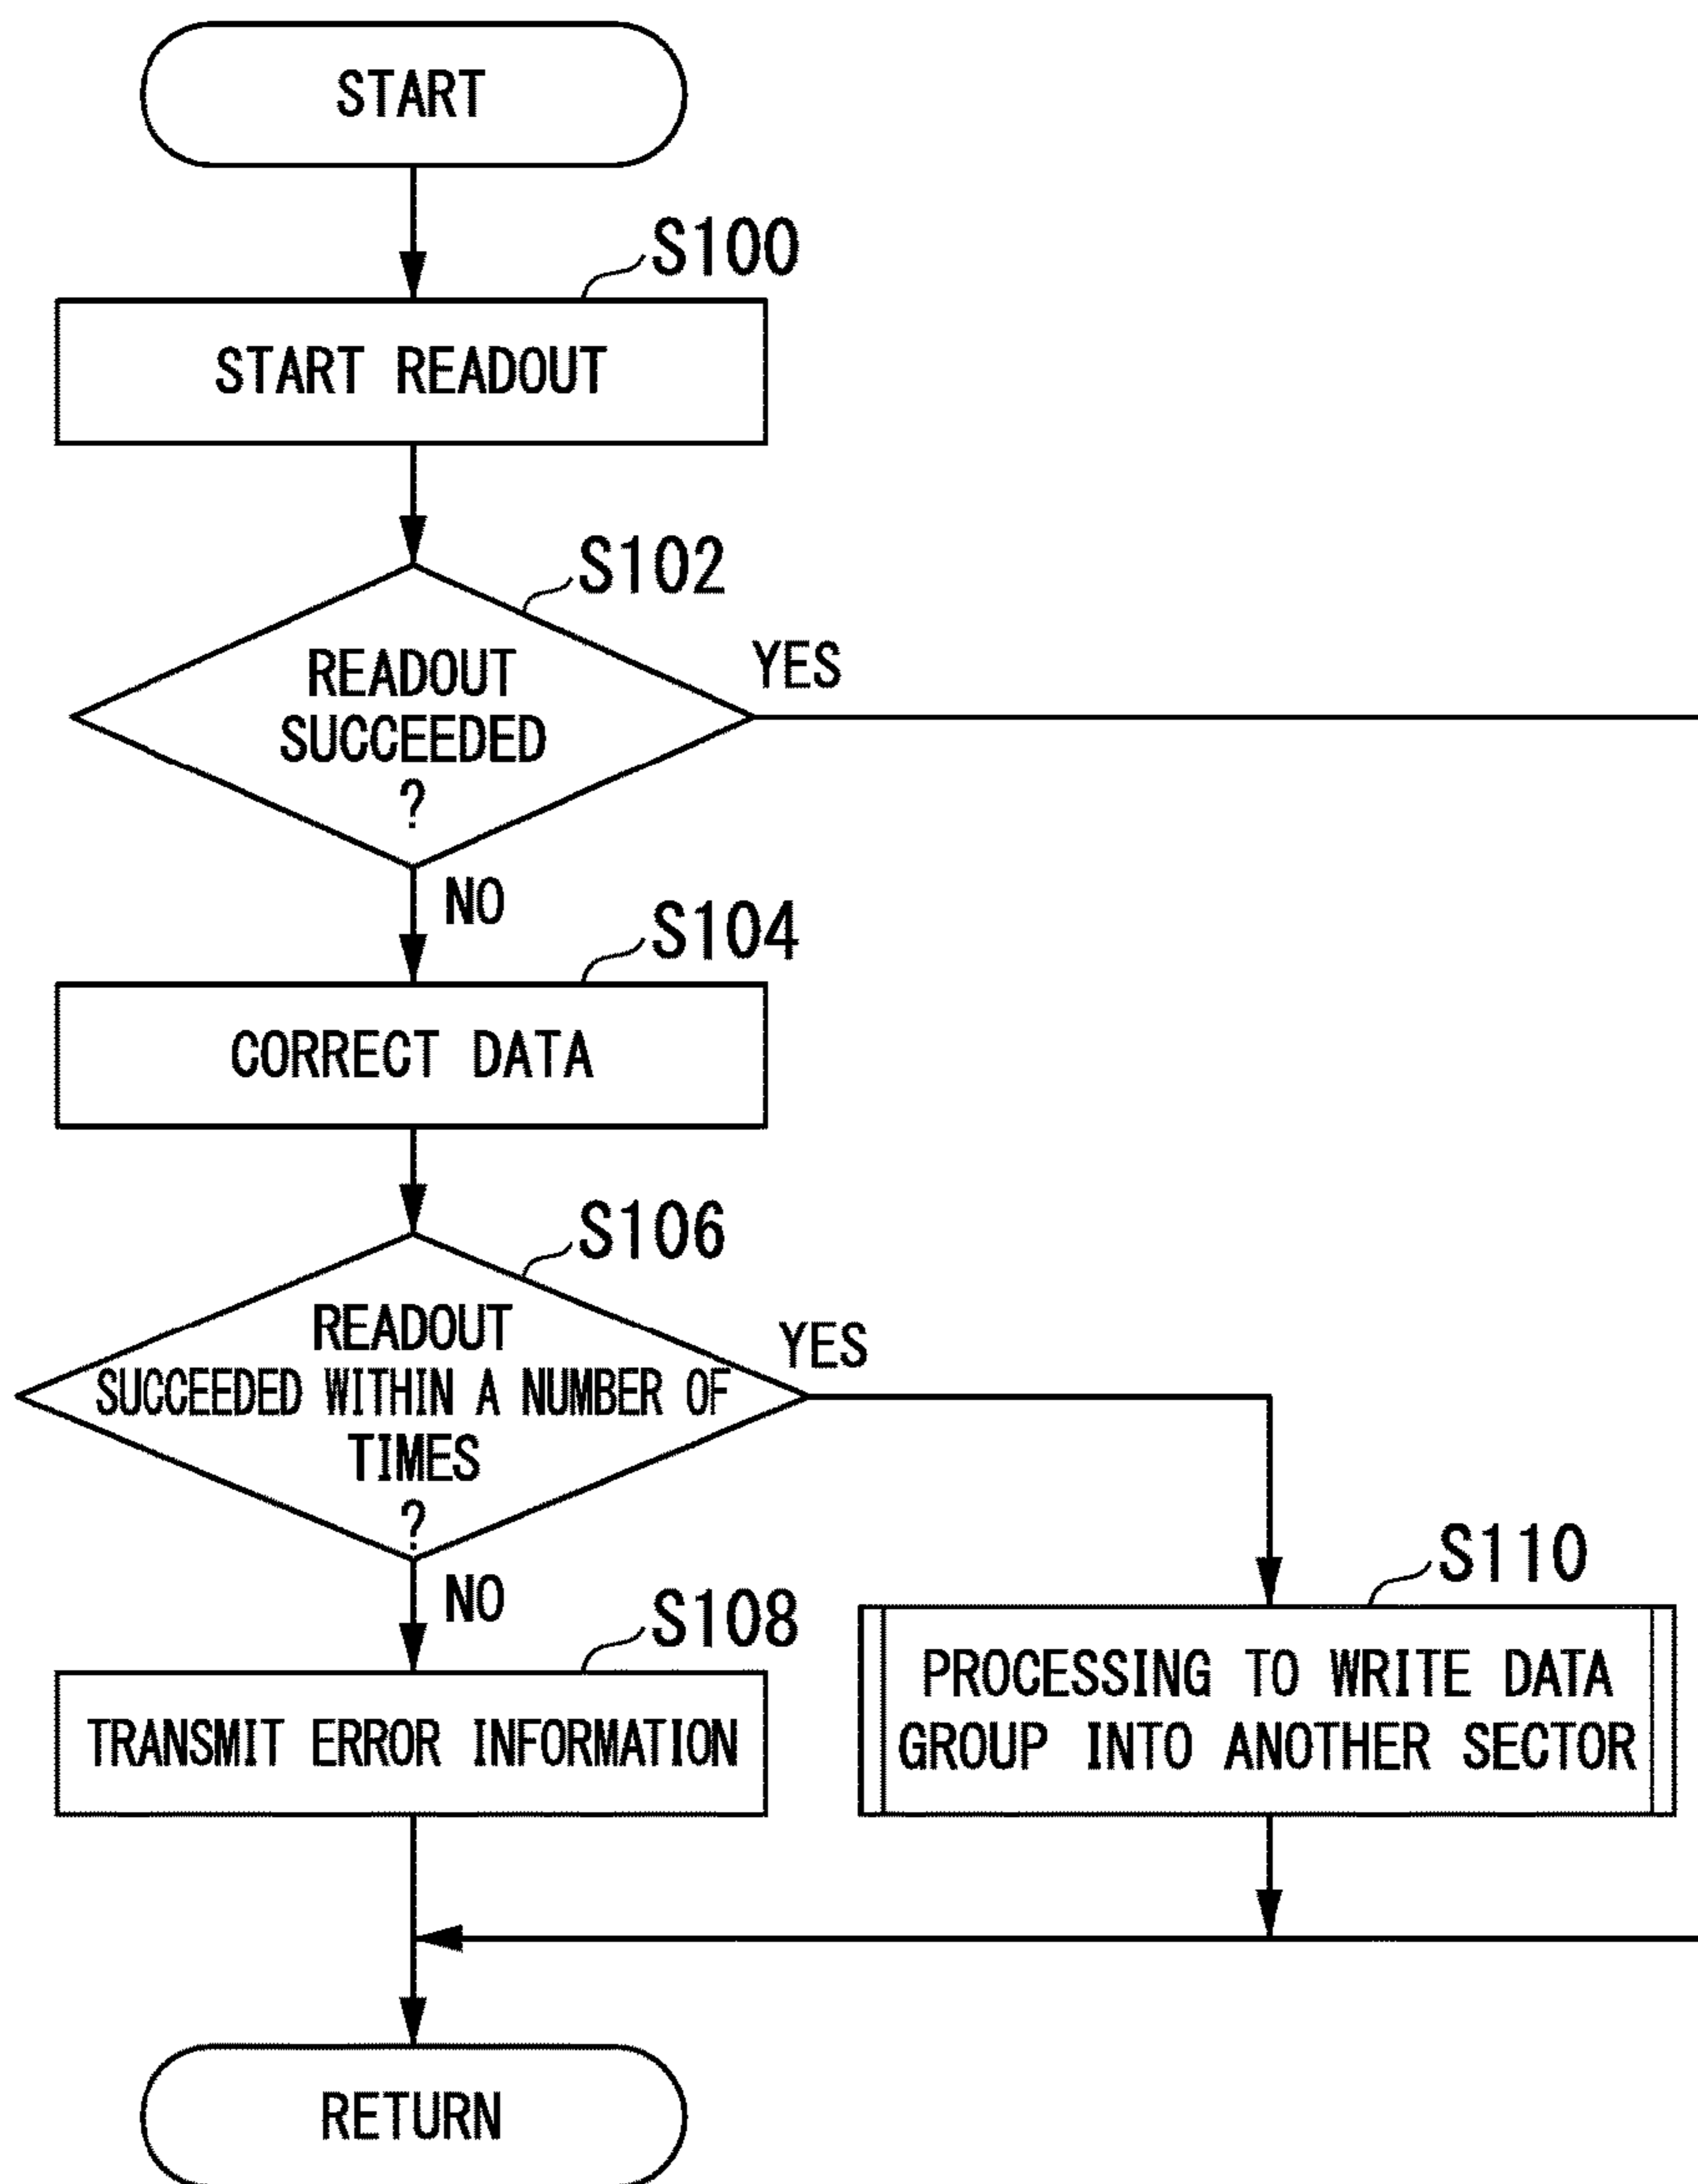 START
S100
START READOUT
S102
READOUT
SUCCEEDED
?
YES
NO
S104
CORRECT DATA
S106
READOUT
SUCCEEDED WITHIN A NUMBER OF
TIMES
?
YES
NO
S108
TRANSMIT ERROR INFORMATION
S110
PROCESSING TO WRITE DATA
GROUP INTO ANOTHER SECTOR
RETURN